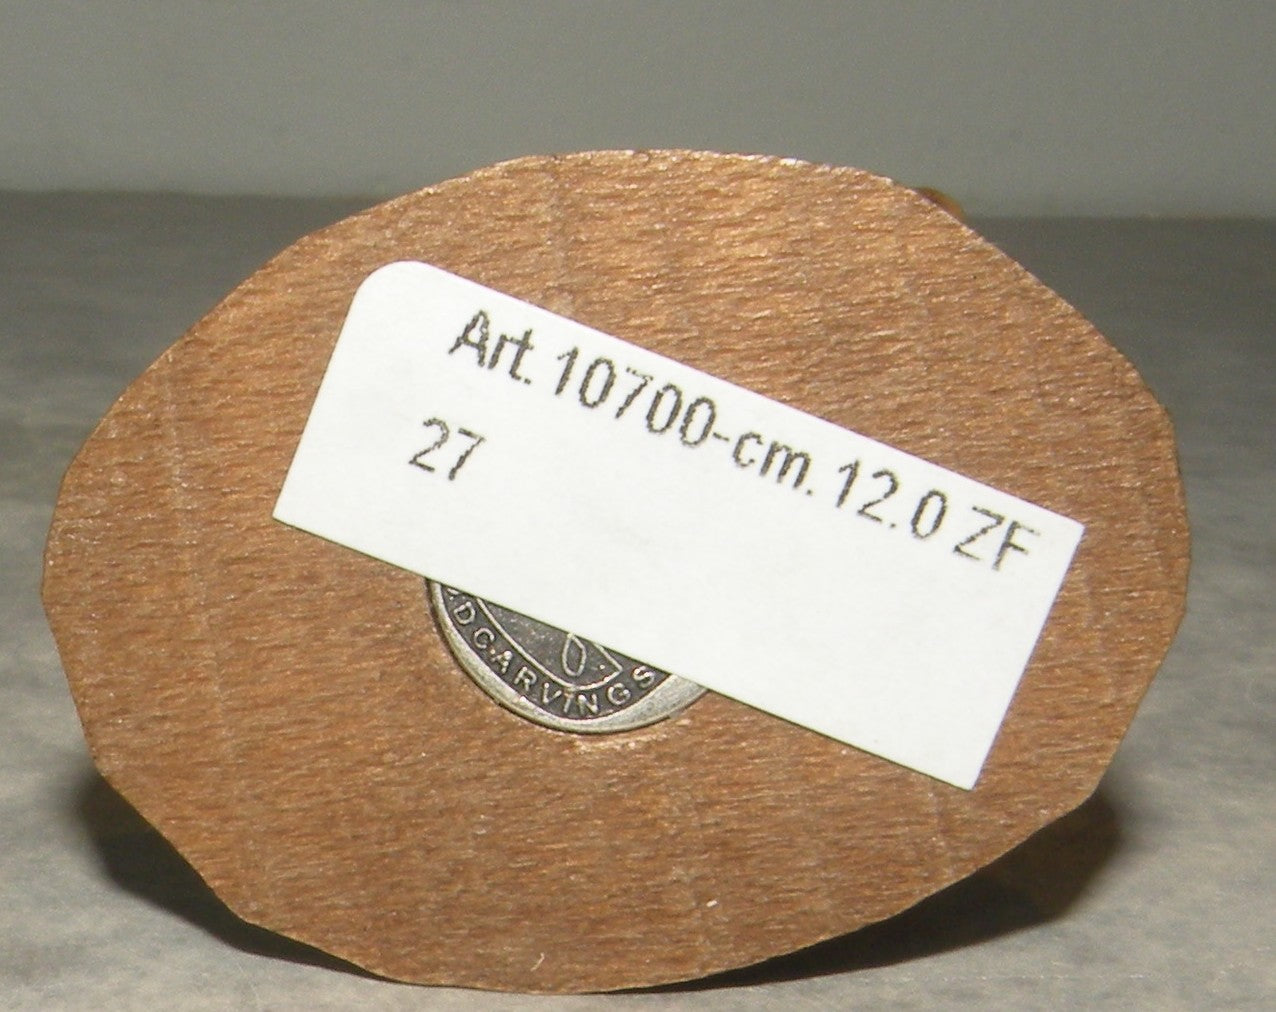 Art. 10700-cm. 12.0 ZF
27
DCARVINGS